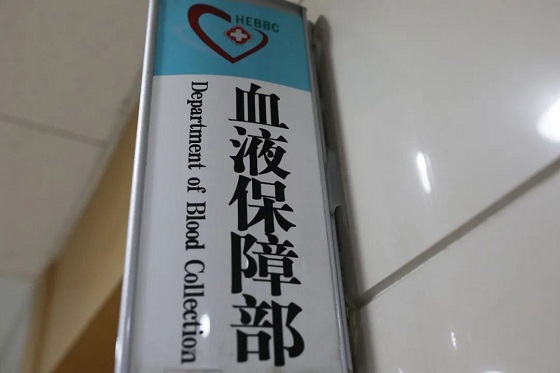 HEBBC
血液保障部
Department of Blood Collection